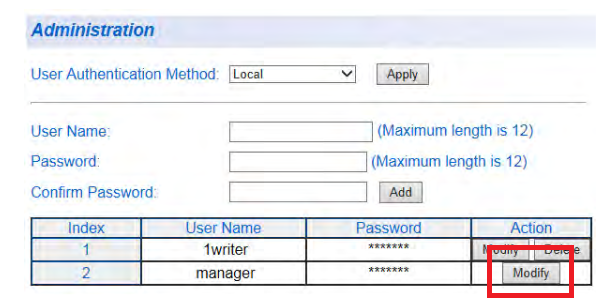 Administration
User Authentication Method: Local Apply
User Name: (Maximum length is 12)
Password: (Maximum length is 12)
Confirm Password: Add
Index User Name Password Action
1 1writer ******* Modify Delete
2 manager ******* Modify